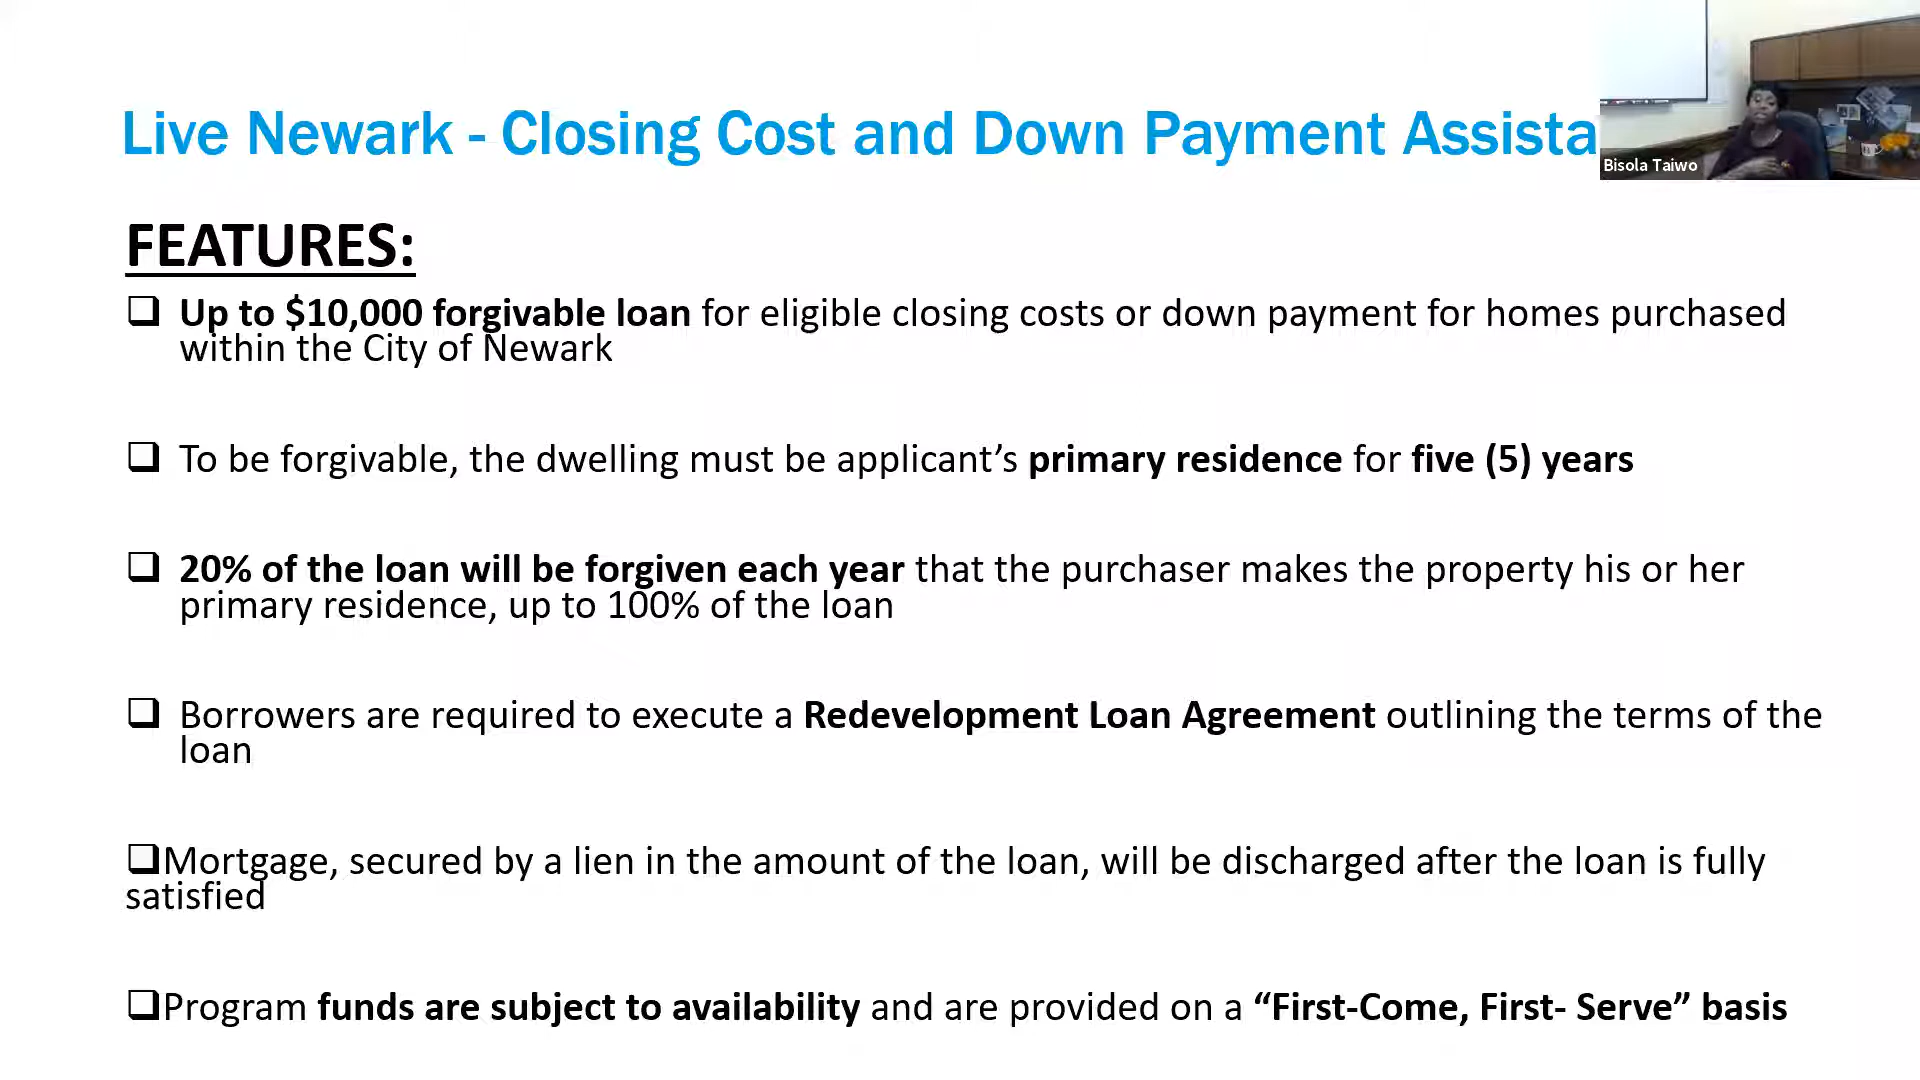 Live Newark - Closing Cost and Down Payment Assista
Bisola Taiwo
FEATURES:
❑ Up to $10,000 forgivable loan for eligible closing costs or down payment for homes purchased
within the City of Newark
❑ To be forgivable, the dwelling must be applicant’s primary residence for five (5) years
❑ 20% of the loan will be forgiven each year that the purchaser makes the property his or her
primary residence, up to 100% of the loan
❑ Borrowers are required to execute a Redevelopment Loan Agreement outlining the terms of the
loan
❑Mortgage, secured by a lien in the amount of the loan, will be discharged after the loan is fully
satisfied
❑Program funds are subject to availability and are provided on a “First-Come, First- Serve” basis